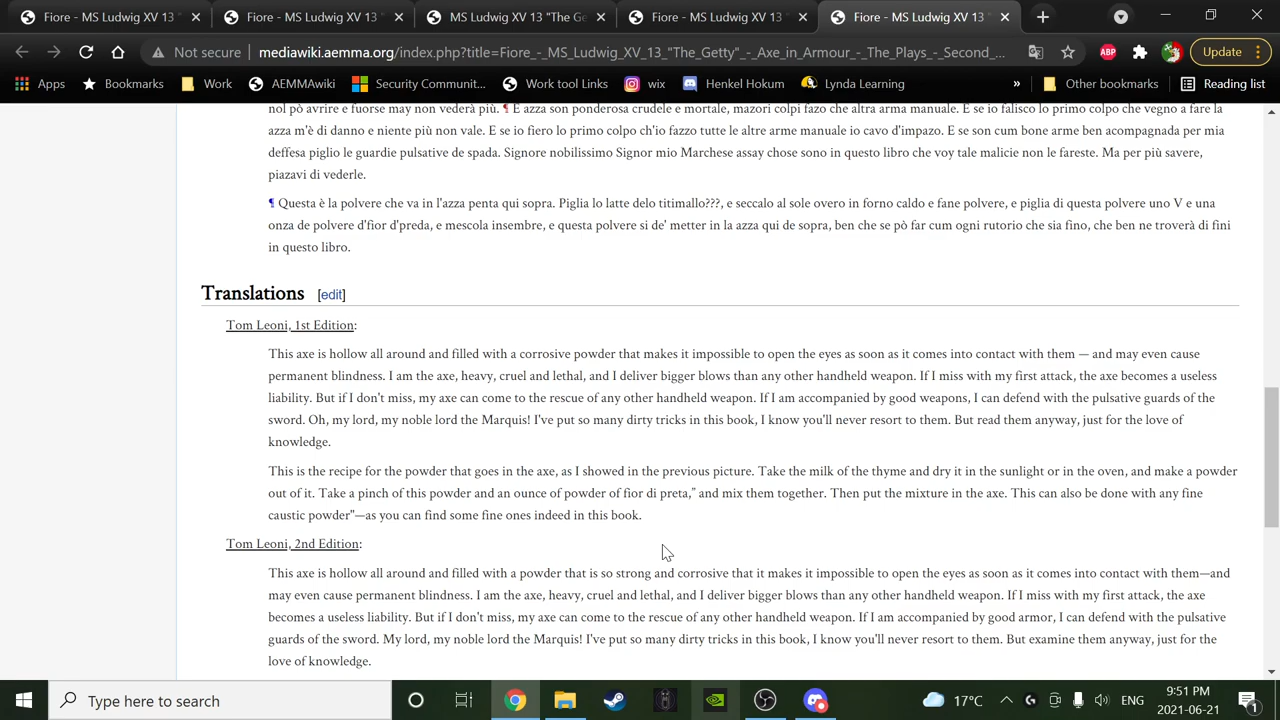 Fiore - MS Ludwig XV 13 "
Fiore - MS Ludwig XV 13 "
MS Ludwig XV 13 "The Ge
Fiore - MS Ludwig XV 13 "
Fiore - MS Ludwig XV 13 "
Not secure mediawiki.aemma.org/index.php?title=Fiore_-_MS_Ludwig_XV_13_"The_Getty"_-_Axe_in_Armour_-_The_Plays_-_Second_... ABP Update
Apps Bookmarks Work AEMMAwiki Security Communit... Work tool Links wix Henkel Hokum Lynda Learning » Other bookmarks Reading list
nol pò avrire e fuorse may non vederà più. ¶ E azza son ponderosa crudele e mortale, mazori colpi fazo che altra arma manuale. E se io falisco lo primo colpo che vegno a fare la
azza m'è di danno e niente più non vale. E se io fiero lo primo colpo ch'io fazzo tutte le altre arme manuale io cavo d'impazo. E se son cum bone arme ben acompagnada per mia
deffesa piglio le guardie pulsative de spada. Signore nobilissimo Signor mio Marchese assay chose sono in questo libro che voy tale malicie non le fareste. Ma per più savere,
piazavi di vederle.
¶ Questa è la polvere che va in l'azza penta qui sopra. Piglia lo latte delo titimallo???, e seccalo al sole overo in forno caldo e fane polvere, e piglia di questa polvere uno V e una
onza de polvere d'fior d'preda, e mescola insembre, e questa polvere si de' metter in la azza qui de sopra, ben che se pò far cum ogni rutorio che sia fino, che ben ne troverà di fini
in questo libro.
Translations [edit]
Tom Leoni, 1st Edition:
This axe is hollow all around and filled with a corrosive powder that makes it impossible to open the eyes as soon as it comes into contact with them — and may even cause
permanent blindness. I am the axe, heavy, cruel and lethal, and I deliver bigger blows than any other handheld weapon. If I miss with my first attack, the axe becomes a useless
liability. But if I don't miss, my axe can come to the rescue of any other handheld weapon. If I am accompanied by good weapons, I can defend with the pulsative guards of the
sword. Oh, my lord, my noble lord the Marquis! I've put so many dirty tricks in this book, I know you'll never resort to them. But read them anyway, just for the love of
knowledge.
This is the recipe for the powder that goes in the axe, as I showed in the previous picture. Take the milk of the thyme and dry it in the sunlight or in the oven, and make a powder
out of it. Take a pinch of this powder and an ounce of powder of fior di preta," and mix them together. Then put the mixture in the axe. This can also be done with any fine
caustic powder"—as you can find some fine ones indeed in this book.
Tom Leoni, 2nd Edition:
This axe is hollow all around and filled with a powder that is so strong and corrosive that it makes it impossible to open the eyes as soon as it comes into contact with them—and
may even cause permanent blindness. I am the axe, heavy, cruel and lethal, and I deliver bigger blows than any other handheld weapon. If I miss with my first attack, the axe
becomes a useless liability. But if I don't miss, my axe can come to the rescue of any other handheld weapon. If I am accompanied by good armor, I can defend with the pulsative
guards of the sword. My lord, my noble lord the Marquis! I've put so many dirty tricks in this book, I know you'll never resort to them. But examine them anyway, just for the
love of knowledge.
Type here to search
17°C ENG
9:51 PM
2021-06-21
1